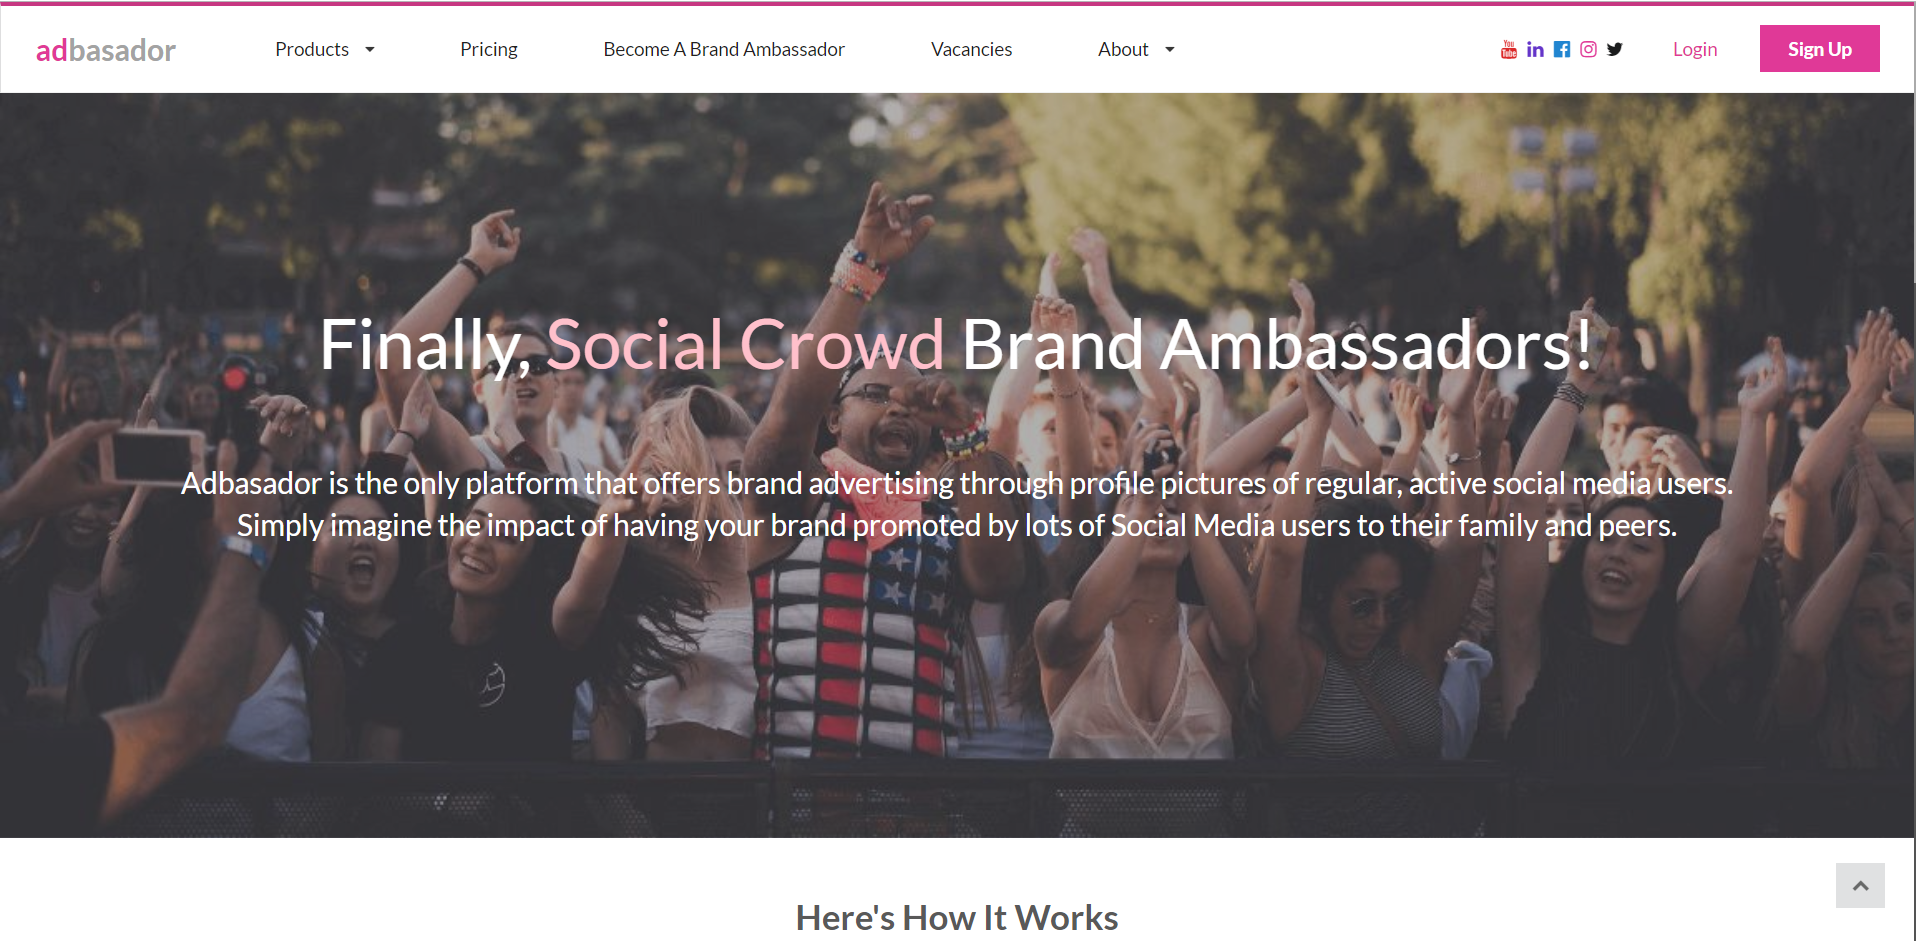 adbasador
Products
Pricing
Become A Brand Ambassador
Vacancies
About
You
Tube
in
f
Login
Sign Up
Finally, Social Crowd Brand Ambassadors!
Adbasador is the only platform that offers brand advertising through profile pictures of regular, active social media users.
Simply imagine the impact of having your brand promoted by lots of Social Media users to their family and peers.
Here's How It Works